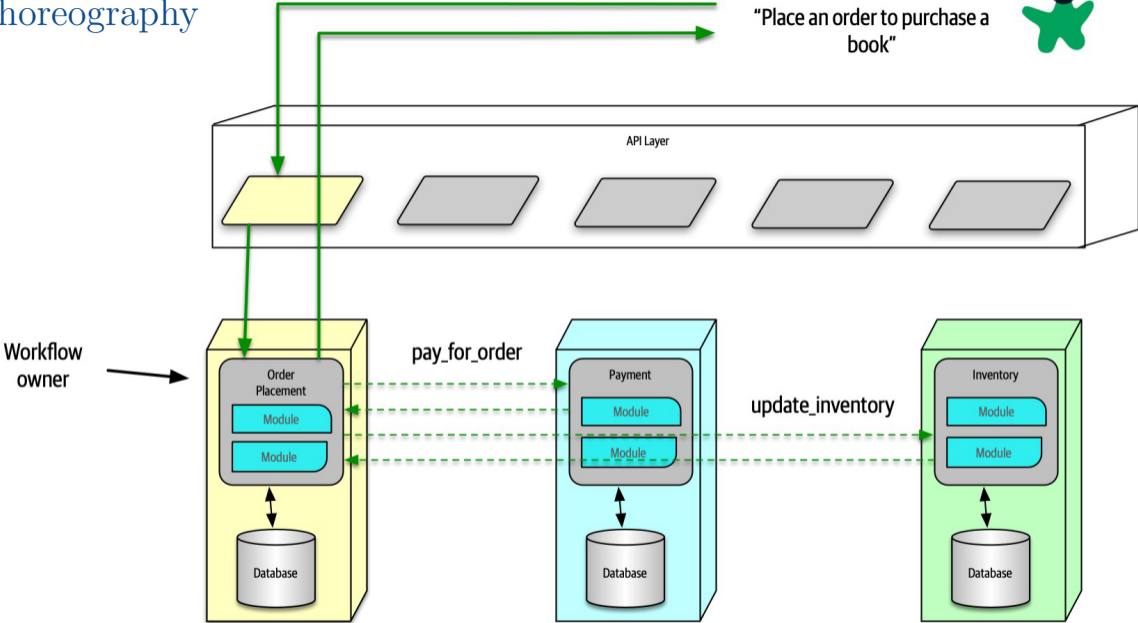 horeography
"Place an order to purchase a
book"
API Layer
Workflow
owner
pay_for_order
update_inventory
Order
Placement
Module
Module
Database
Payment
Module
Module
Database
Inventory
Module
Module
Database